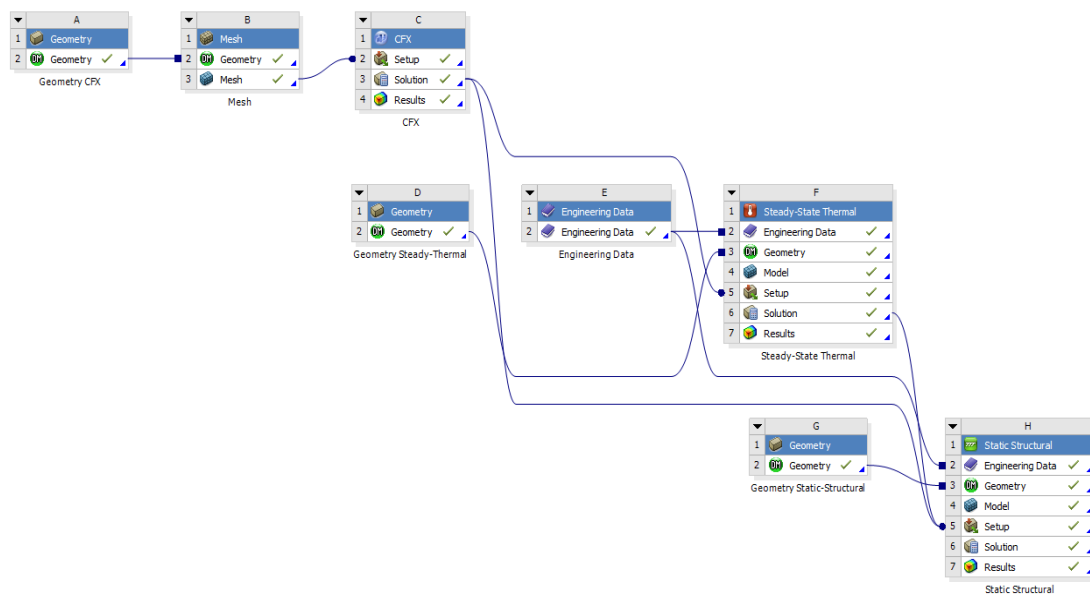 A
1 Geometry
2 Geometry
Geometry CFX
B
1 Mesh
2 Geometry
3 Mesh
Mesh
C
1 CFX
2 Setup
3 Solution
4 Results
CFX
D
1 Geometry
2 Geometry
Geometry Steady-Thermal
E
1 Engineering Data
2 Engineering Data
Engineering Data
F
1 Steady-State Thermal
2 Engineering Data
3 Geometry
4 Model
5 Setup
6 Solution
7 Results
Steady-State Thermal
G
1 Geometry
2 Geometry
Geometry Static-Structural
H
1 Static Structural
2 Engineering Data
3 Geometry
4 Model
5 Setup
6 Solution
7 Results
Static Structural